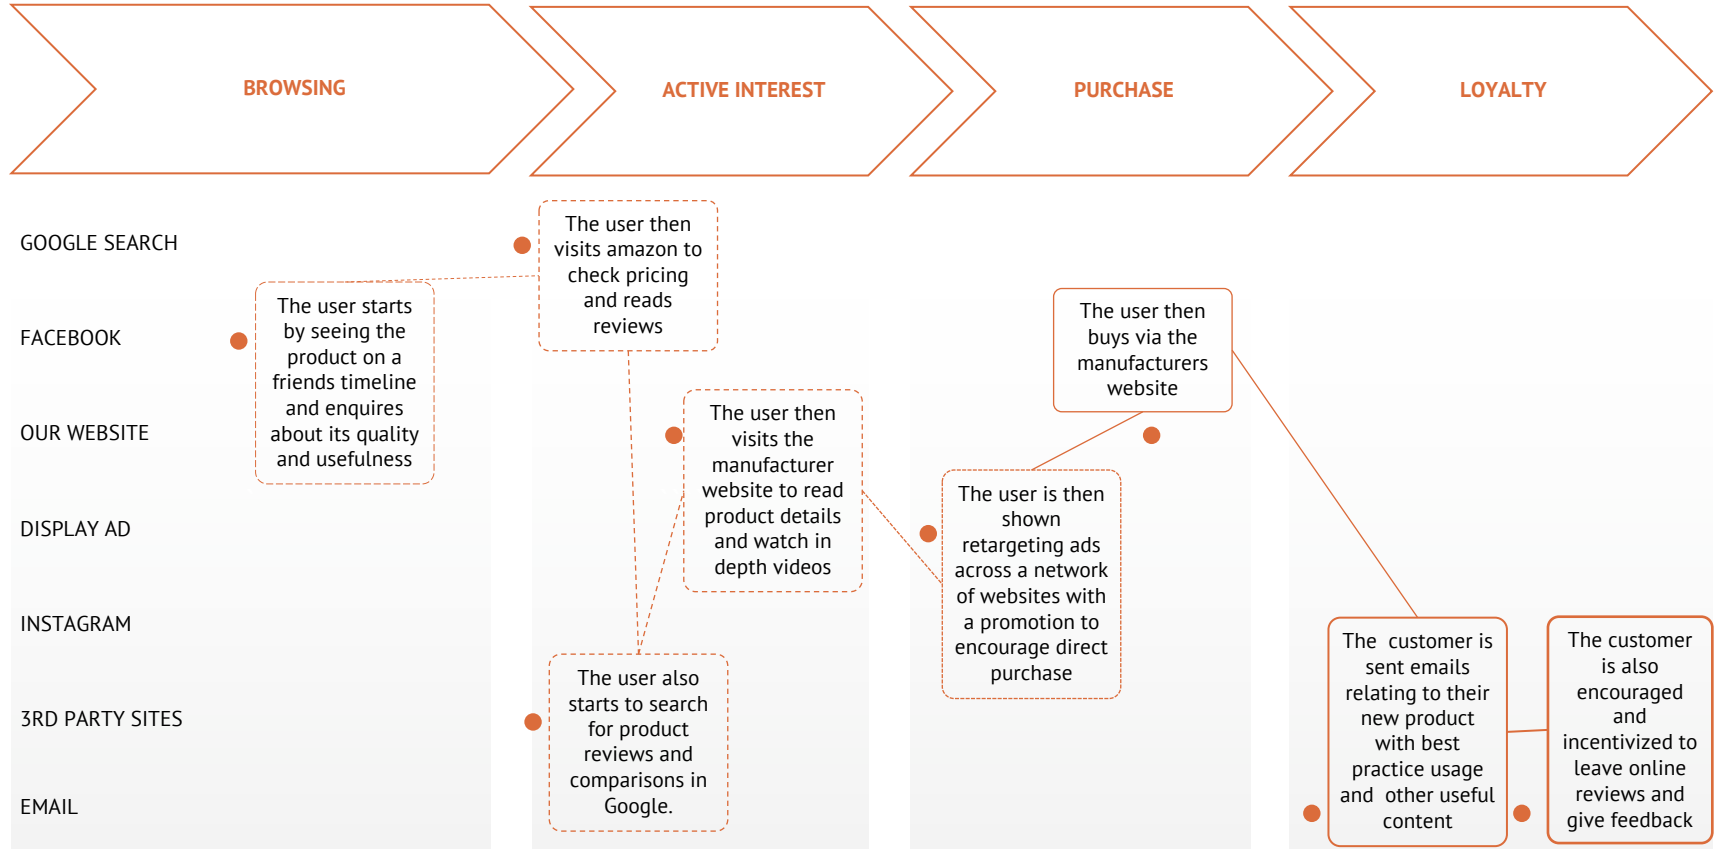 BROWSING
ACTIVE INTEREST
PURCHASE
LOYALTY
GOOGLE SEARCH
FACEBOOK
OUR WEBSITE
DISPLAY AD
INSTAGRAM
3RD PARTY SITES
EMAIL
The user starts
by seeing the
product on a
friends timeline
and enquires
about its quality
and usefulness
The user then
visits amazon to
check pricing
and reads
reviews
The user then
visits the
manufacturer
website to read
product details
and watch in
depth videos
The user also
starts to search
for product
reviews and
comparisons in
Google.
The user then
buys via the
manufacturers
website
The user is then
shown
retargeting ads
across a network
of websites with
a promotion to
encourage direct
purchase
The  customer is
sent emails
relating to their
new product
with best
practice usage
and  other useful
content
The customer
is also
encouraged
and
incentivized to
leave online
reviews and
give feedback